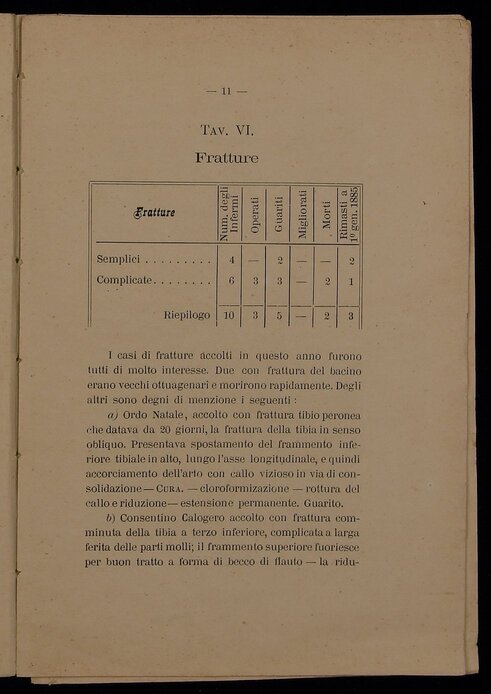 — 11 —
TAV. VI.
Fratture
Fratture Num. degli Infermi Operati Guariti Migliorati Morti Rimasti a 1º gen. 1885
Semplici . . . . . . . . . 4 — 2 — — 2
Complicate. . . . . . . . 6 3 3 — 2 1
Riepilogo 10 3 5 — 2 3
I casi di fratture accolti in questo anno furono
tutti di molto interesse. Due con frattura del bacino
erano vecchi ottuagenari e morirono rapidamente. Degli
altri sono degni di menzione i seguenti :
a) Ordo Natale, accolto con frattura tibio peronea
che datava da 20 giorni, la frattura della tibia in senso
obliquo. Presentava spostamento del frammento infe-
riore tibiale in alto, lungo l'asse longitudinale, e quindi
accorciamento dell'arto con callo vizioso in via di con-
solidazione — CURA. — cloroformizazione — rottura del
callo e riduzione — estensione permanente. Guarito.
b) Consentino Calogero accolto con frattura com-
minuta della tibia a terzo inferiore, complicata a larga
ferita delle parti molli; il frammento superiore fuoriesce
per buon tratto a forma di becco di flauto — la ridu-